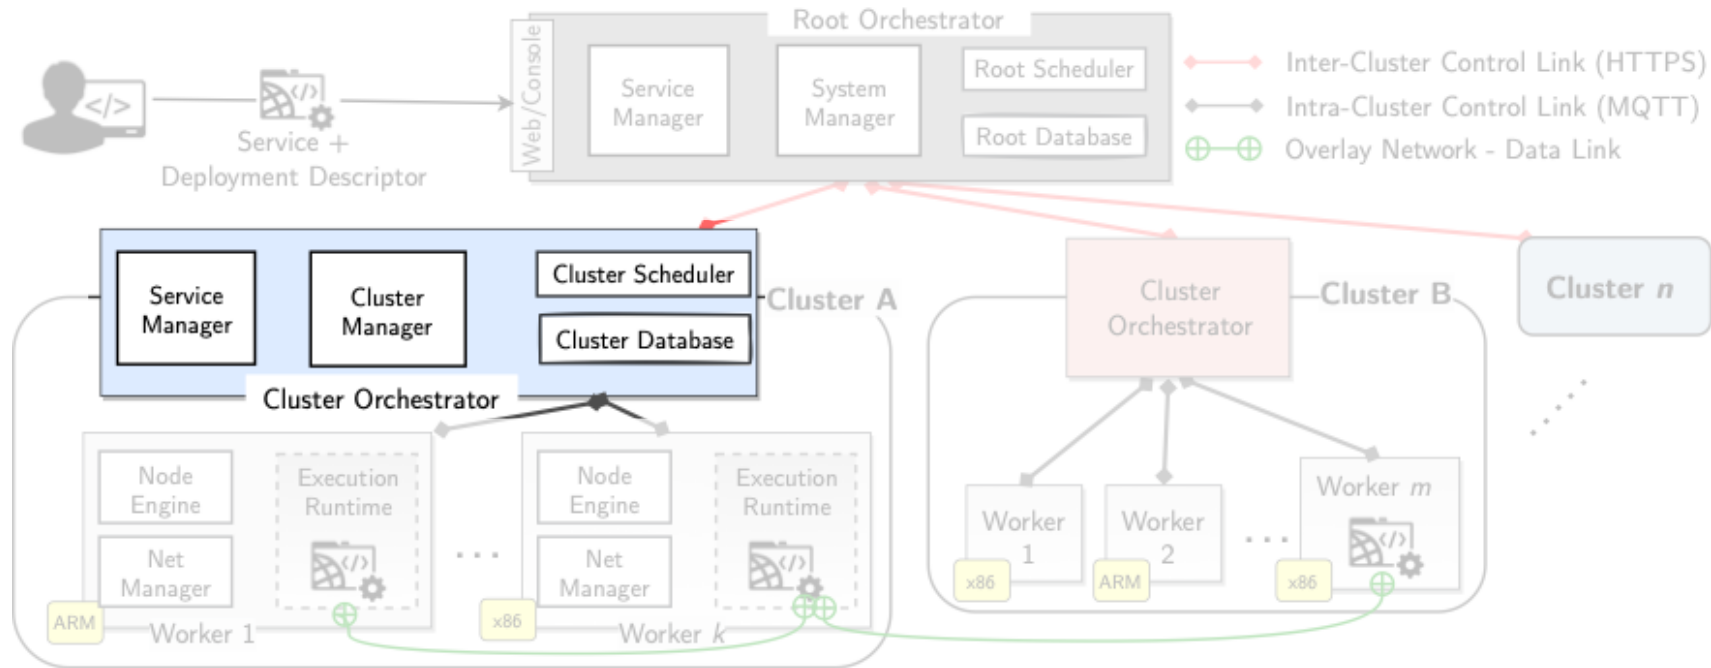 Root Orchestrator
Web/Console
Service
Manager
System
Manager
Root Scheduler
Root Database
Inter-Cluster Control Link (HTTPS)
Intra-Cluster Control Link (MQTT)
Overlay Network - Data Link
</>
</>
Service +
Deployment Descriptor
Service
Manager
Cluster
Manager
Cluster Scheduler
Cluster Database
Cluster Orchestrator
Cluster A
Node
Engine
Net
Manager
Execution
Runtime
</>
ARM
Worker 1
...
Node
Engine
Net
Manager
Execution
Runtime
</>
x86
Worker k
Cluster
Orchestrator
Cluster B
Worker
1
x86
Worker
2
ARM
...
Worker m
</>
x86
Cluster n